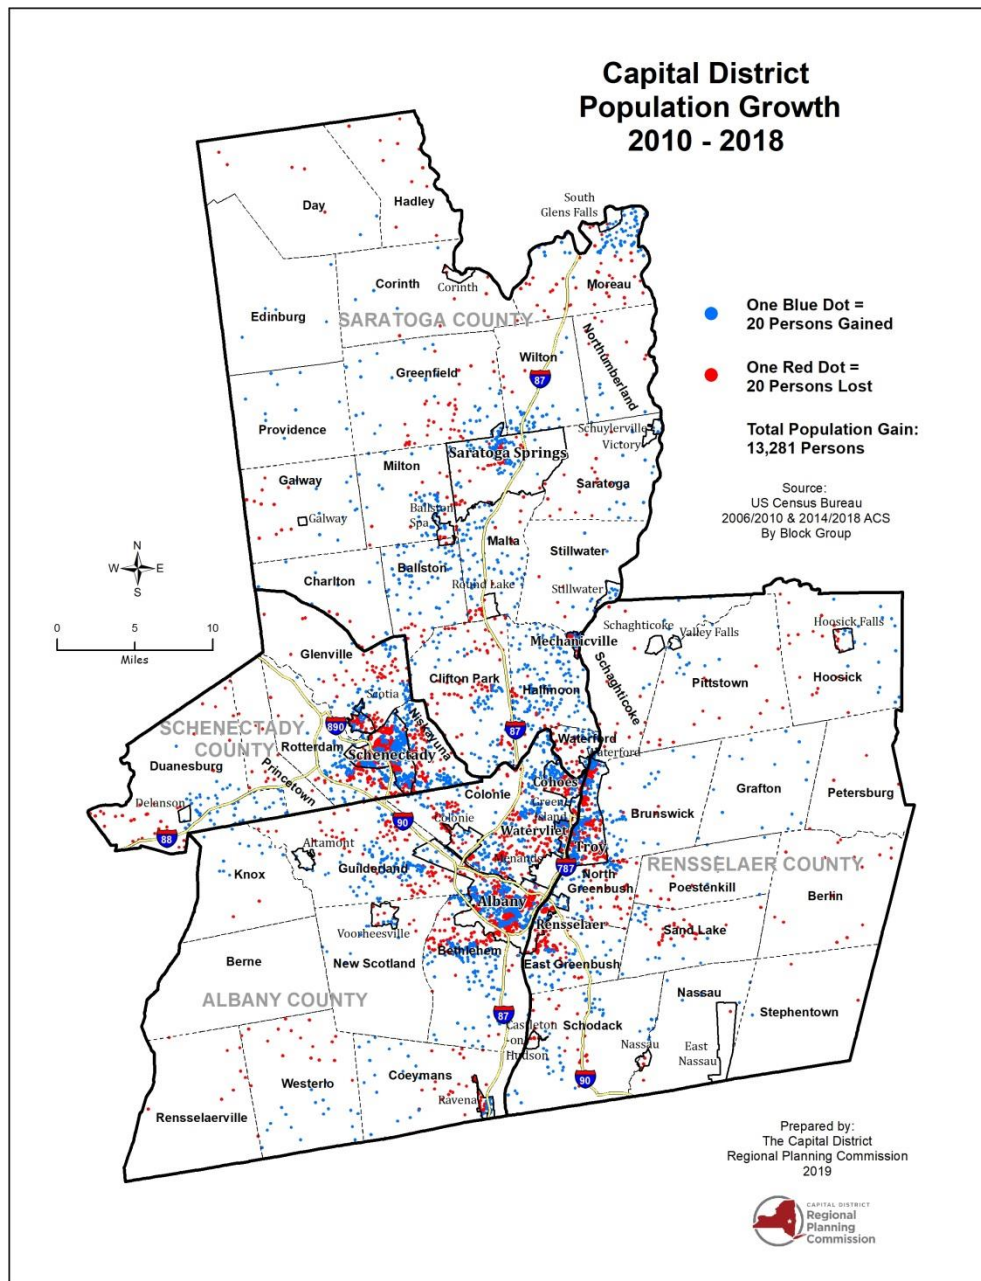 Capital District
Population Growth
2010 - 2018
South
Glens Falls
Day
Hadley
Corinth
Corinth
Moreau
Edinburg
SARATOGA COUNTY
One Blue Dot =
20 Persons Gained
One Red Dot =
20 Persons Lost
Total Population Gain:
13,281 Persons
Source:
US Census Bureau
2006/2010 & 2014/2018 ACS
By Block Group
Northumberland
Wilton
Greenfield
87
Providence
Schuylerville
Victory
Saratoga Springs
Milton
Galway
Saratoga
Galway
Ballston
Spa
Malta
Stillwater
N
W
E
S
Ballston
Charlton
Round Lake
Stillwater
0
5
10
Miles
Mechanicville
Schaghticoke
Valley Falls
Hoosick Falls
Glenville
Schaghticoke
Clifton Park
Halfmoon
Pittstown
Hoosick
Scotia
Niskayuna
890
87
SCHENECTADY
COUNTY
Rotterdam
Schenectady
Waterford
Waterford
Duanesburg
Princetown
Cohoes
Colonie
Green
Island
Grafton
Petersburg
Delanson
Brunswick
90
Colonie
Watervliet
88
Altamont
Troy
Menands
787
RENSSELAER COUNTY
Knox
Guilderland
North
Greenbush
Poestenkill
Berlin
Albany
Rensselaer
Sand Lake
Voorheesville
Bethlehem
Berne
New Scotland
East Greenbush
ALBANY COUNTY
Nassau
Stephentown
87
Castleton
-on-
Hudson
Schodack
Nassau
East
Nassau
Coeymans
90
Westerlo
Ravena
Rensselaerville
Prepared by:
The Capital District
Regional Planning Commission
2019
CAPITAL DISTRICT
Regional
Planning
Commission